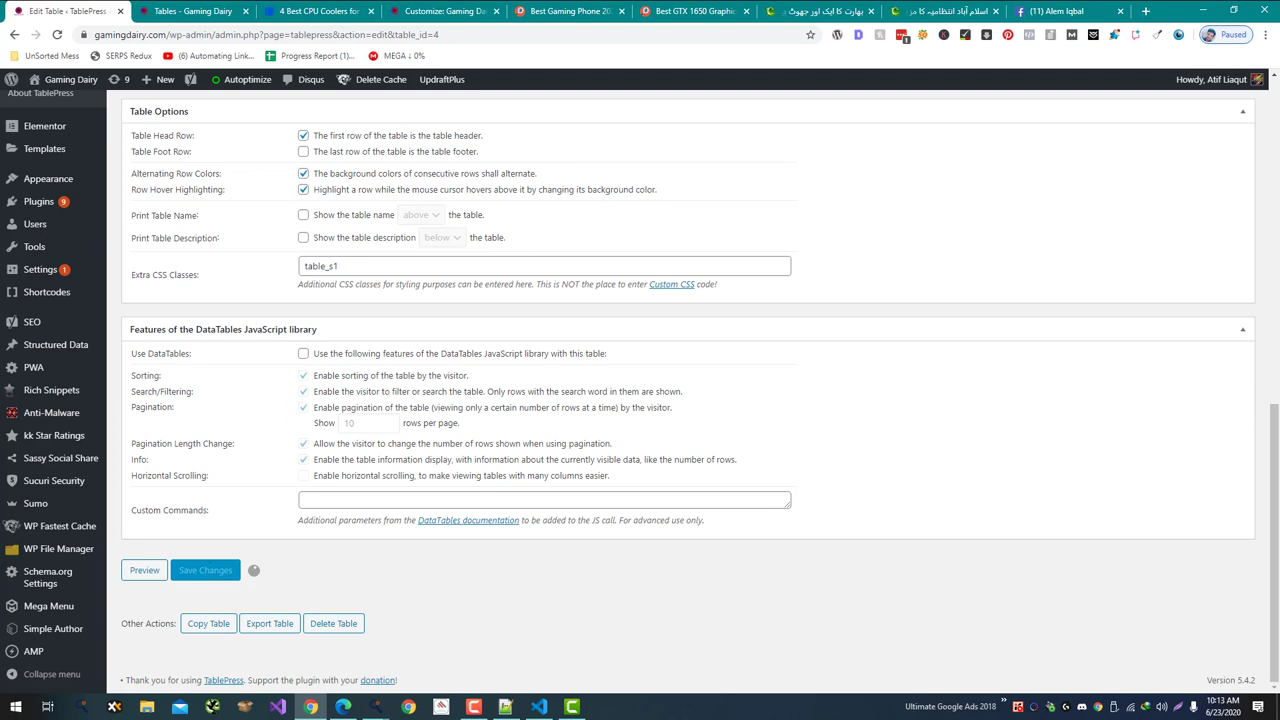 Edit Table ‹ TablePress
Tables - Gaming Dairy
4 Best CPU Coolers for
Customize: Gaming Da
Best Gaming Phone 20
Best GTX 1650 Graphic
بھارت کا ایک اور جھوٹ
اسلام آباد انتظامیہ کا مز
(11) Alem Iqbal
gamingdairy.com/wp-admin/admin.php?page=tablepress&action=edit&table_id=4
Paused
UnSorted Mess
SERPS Redux
(6) Automating Link...
Progress Report (1)...
MEGA ↓ 0%
Gaming Dairy
9
New
Autoptimize
Disqus
Delete Cache
UpdraftPlus
Howdy, Atif Liaqut
About TablePress
Elementor
Templates
Appearance
Plugins 9
Users
Tools
Settings 1
Shortcodes
SEO
Structured Data
PWA
Rich Snippets
Anti-Malware
kk Star Ratings
Sassy Social Share
Sucuri Security
Sumo
WP Fastest Cache
WP File Manager
Schema.org Settings
Mega Menu
Simple Author
AMP
Collapse menu
Table Options
Table Head Row: The first row of the table is the table header.
Table Foot Row: The last row of the table is the table footer.
Alternating Row Colors: The background colors of consecutive rows shall alternate.
Row Hover Highlighting: Highlight a row while the mouse cursor hovers above it by changing its background color.
Print Table Name: Show the table name above the table.
Print Table Description: Show the table description below the table.
Extra CSS Classes: table_s1
Additional CSS classes for styling purposes can be entered here. This is NOT the place to enter Custom CSS code!
Features of the DataTables JavaScript library
Use DataTables: Use the following features of the DataTables JavaScript library with this table:
Sorting: Enable sorting of the table by the visitor.
Search/Filtering: Enable the visitor to filter or search the table. Only rows with the search word in them are shown.
Pagination: Enable pagination of the table (viewing only a certain number of rows at a time) by the visitor.
Show 10 rows per page.
Pagination Length Change: Allow the visitor to change the number of rows shown when using pagination.
Info: Enable the table information display, with information about the currently visible data, like the number of rows.
Horizontal Scrolling: Enable horizontal scrolling, to make viewing tables with many columns easier.
Custom Commands:
Additional parameters from the DataTables documentation to be added to the JS call. For advanced use only.
Preview
Save Changes
Other Actions: Copy Table Export Table Delete Table
• Thank you for using TablePress. Support the plugin with your donation!
Version 5.4.2
Ultimate Google Ads 2018
10:13 AM
6/23/2020